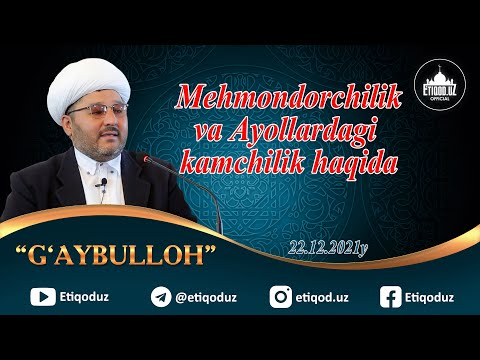 Etiqod.uz
OFFICIAL
Mehmondorchilik
va Ayollardagi
kamchilik haqida
“G‘AYBULLOH”
22.12.2021y
Etiqoduz
@etiqoduz
etiqod.uz
Etiqoduz